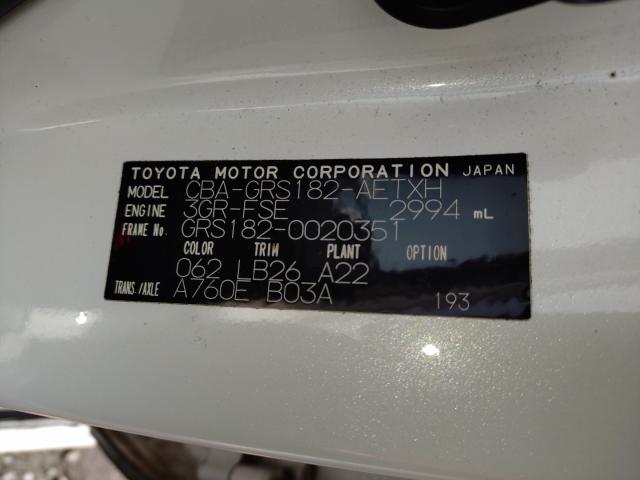 TOYOTA MOTOR CORPORATION JAPAN
MODEL CBA-GRS182-AETXH
ENGINE 3GR-FSE 2994 mL
FRAME No. GRS182-0020351
COLOR TRIM PLANT OPTION
062 LB26 A22
TRANS./AXLE A760E B03A 193